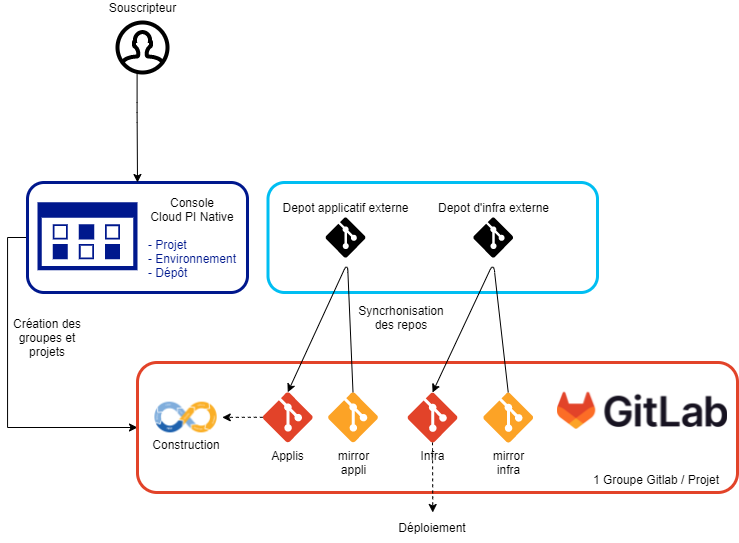 Souscripteur
Console
Cloud PI Native
- Projet
- Environnement
- Dépôt
Depot applicatif externe
Depot d'infra externe
Création des
groupes et
projets
Syncrhonisation
des repos
GitLab
Construction
Applis
mirror
appli
Infra
mirror
infra
1 Groupe Gitlab / Projet
Déploiement